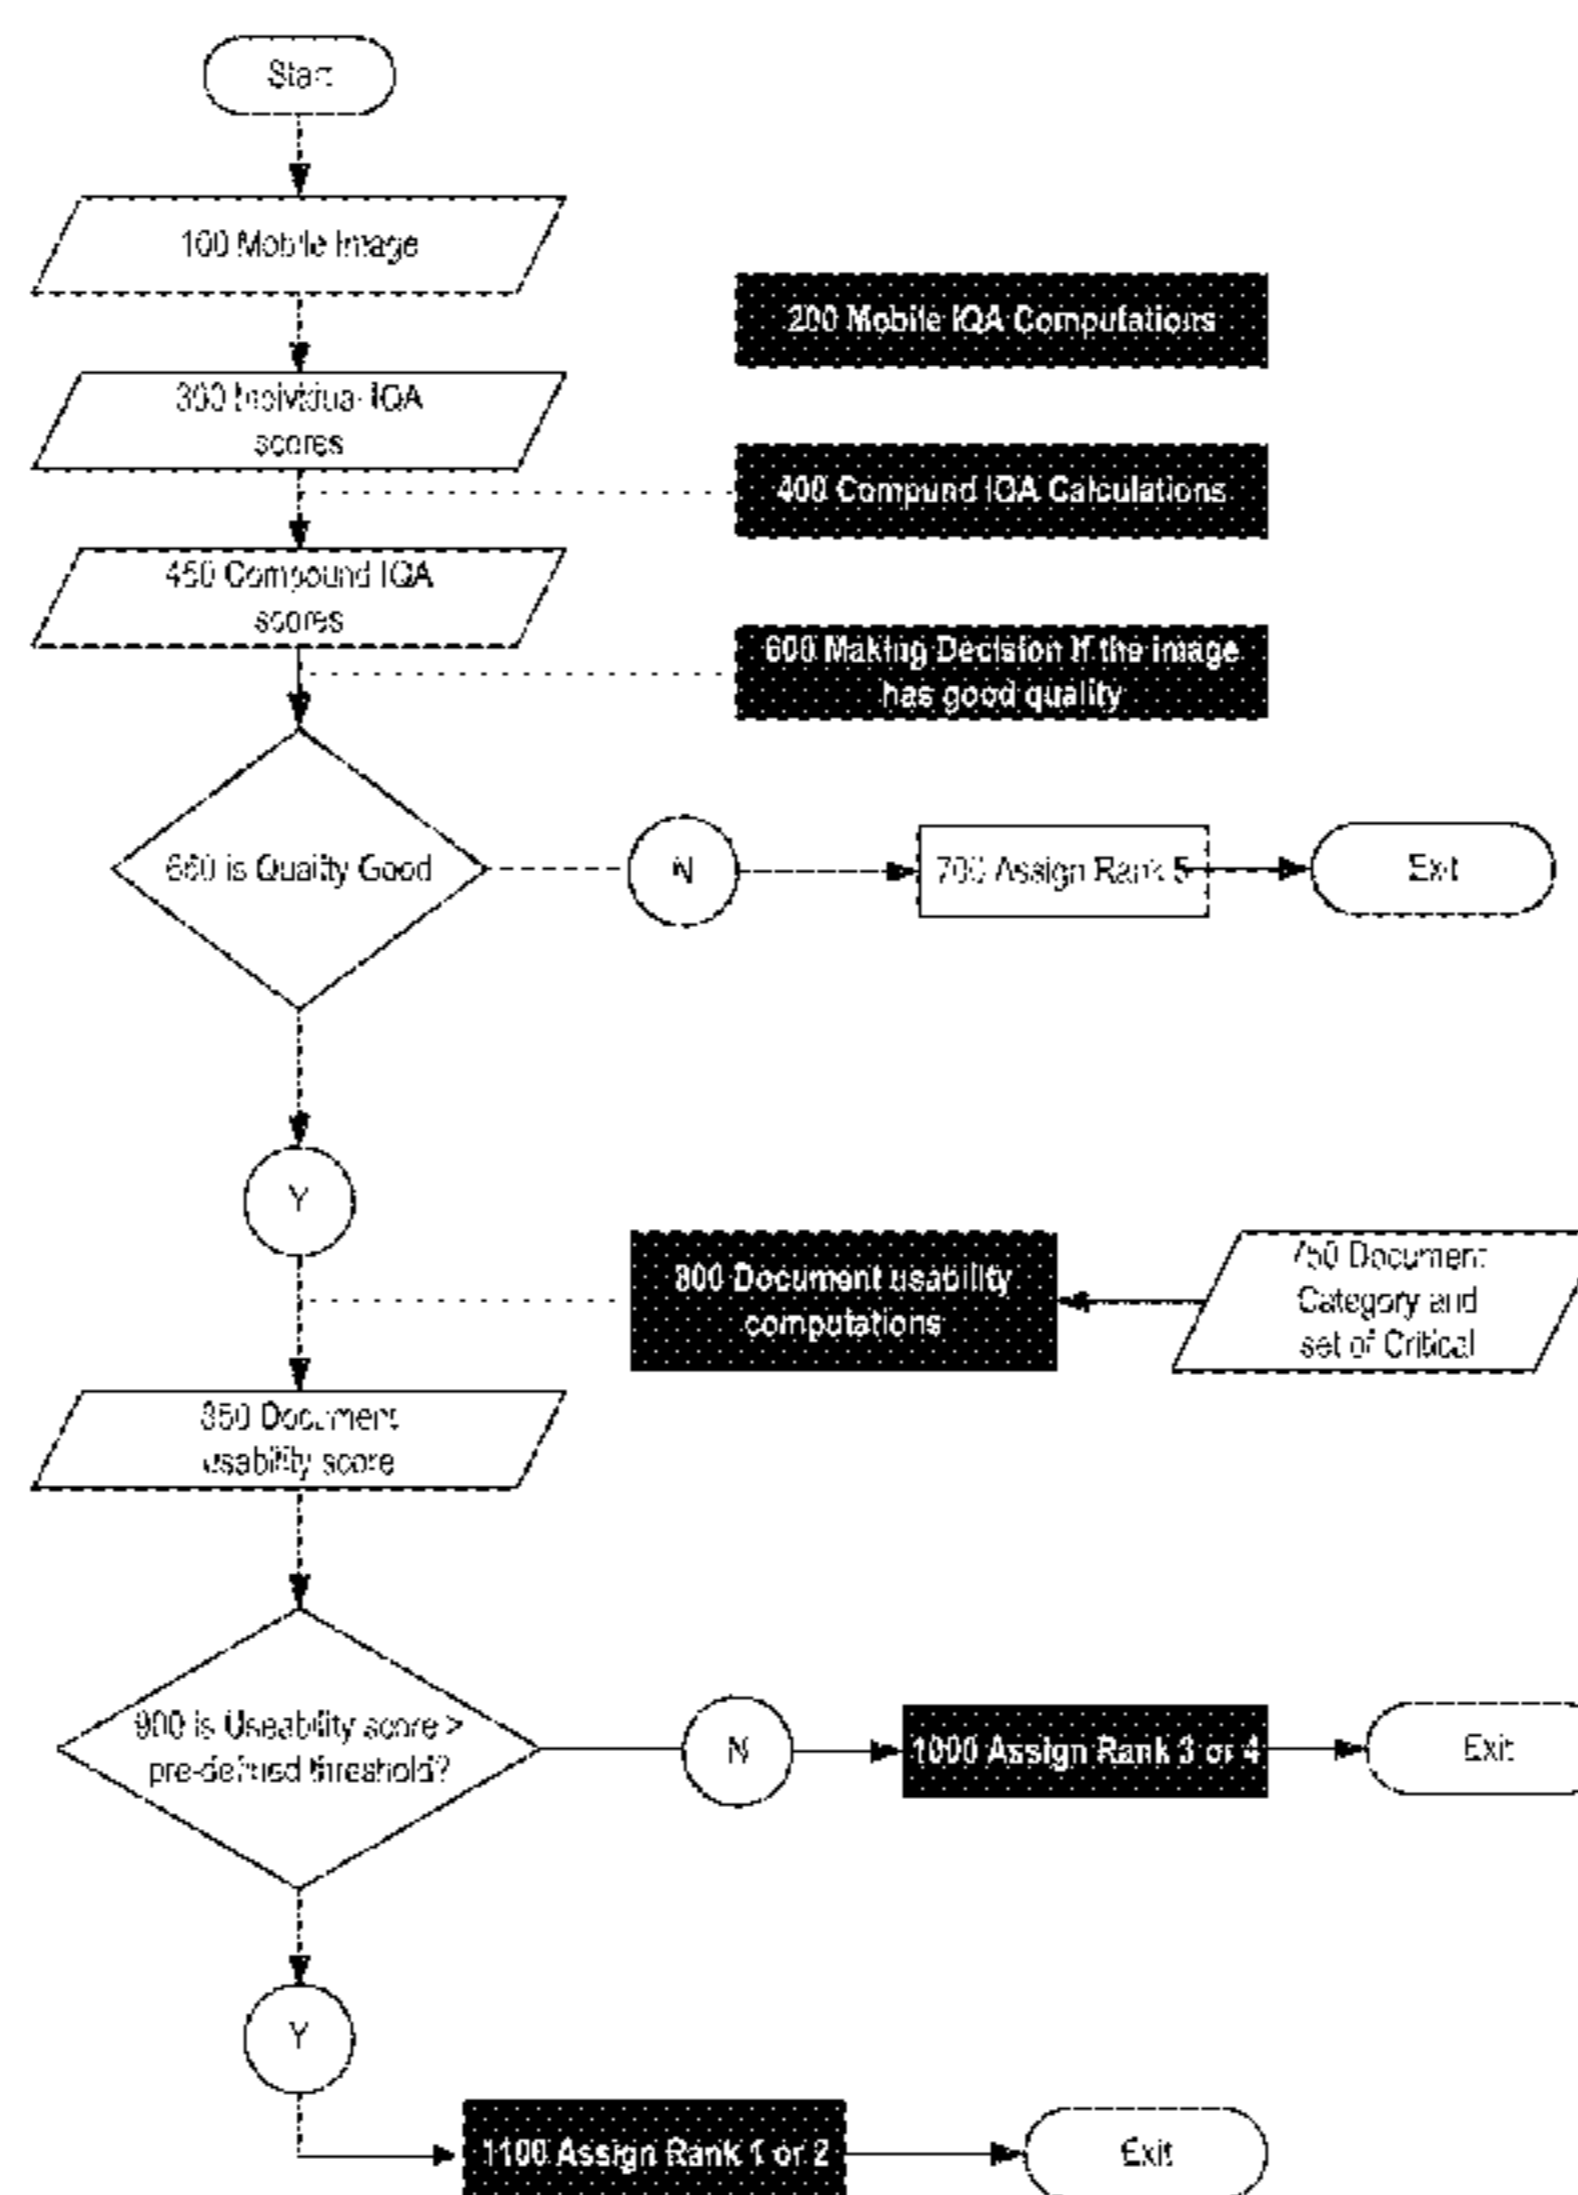 Start
100 Mobile Image
200 Mobile IQA Computations
300 Individual IQA
scores
400 Compund IQA Calculations
450 Compound IQA
scores
600 Making Decision if the image
has good quality
650 is Quality Good
N
700 Assign Rank 5
Exit
Y
800 Document usability
computations
750 Document
Category and
set of Critical
850 Document
usability score
900 is Useability score >
pre-defined threshold?
N
1000 Assign Rank 3 or 4
Exit
Y
1100 Assign Rank 1 or 2
Exit